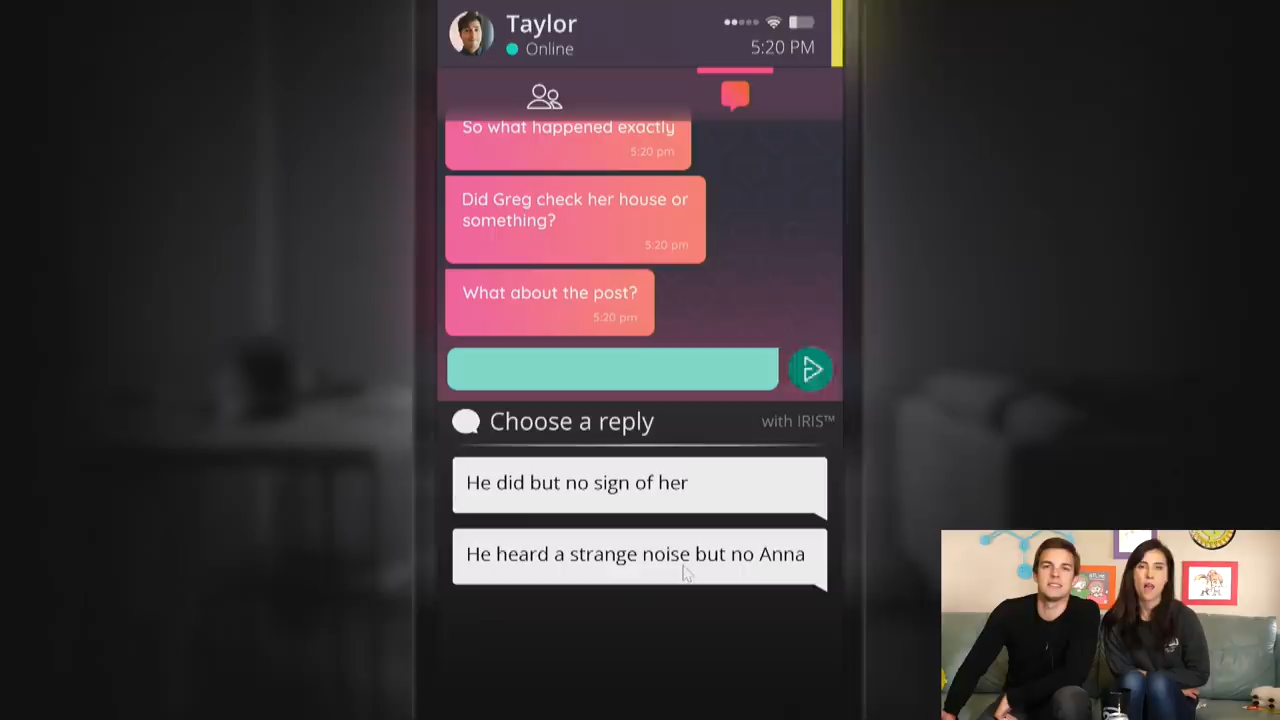 Taylor
Online
5:20 PM
So what happened exactly
5:20 pm
Did Greg check her house or
something?
5:20 pm
What about the post?
5:20 pm
Choose a reply
with IRIS™
He did but no sign of her
He heard a strange noise but no Anna